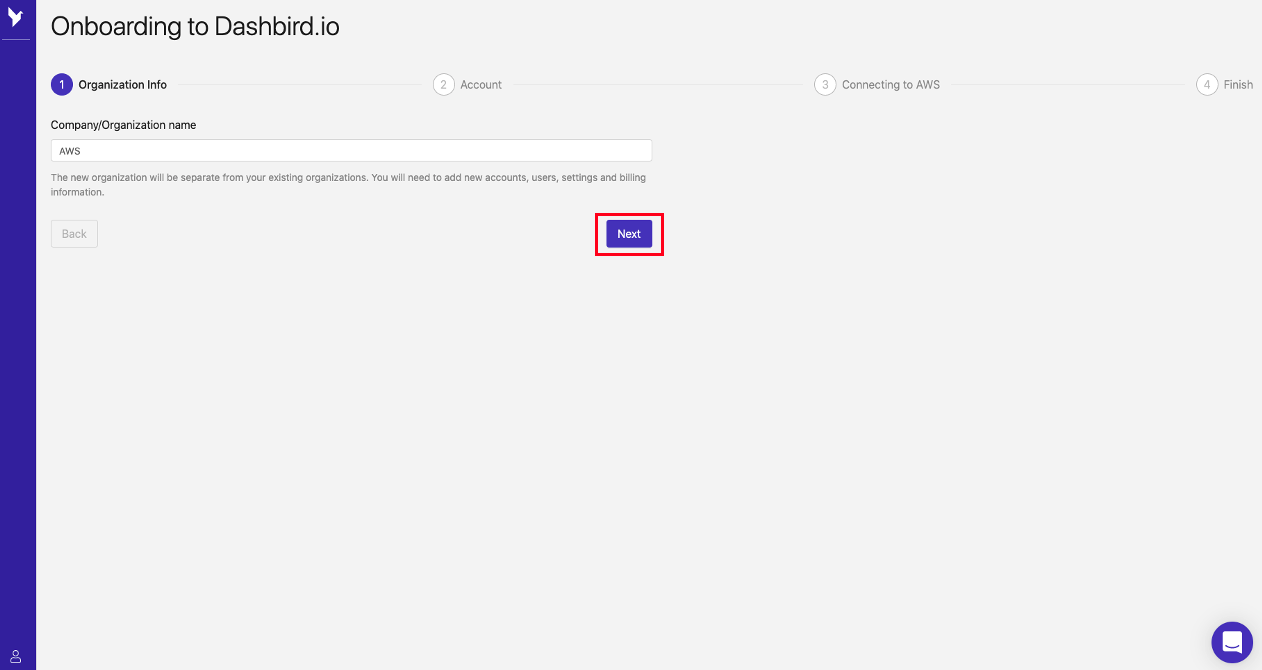 Onboarding to Dashbird.io
1 Organization Info 2 Account 3 Connecting to AWS 4 Finish
Company/Organization name
AWS
The new organization will be separate from your existing organizations. You will need to add new accounts, users, settings and billing
information.
Back Next